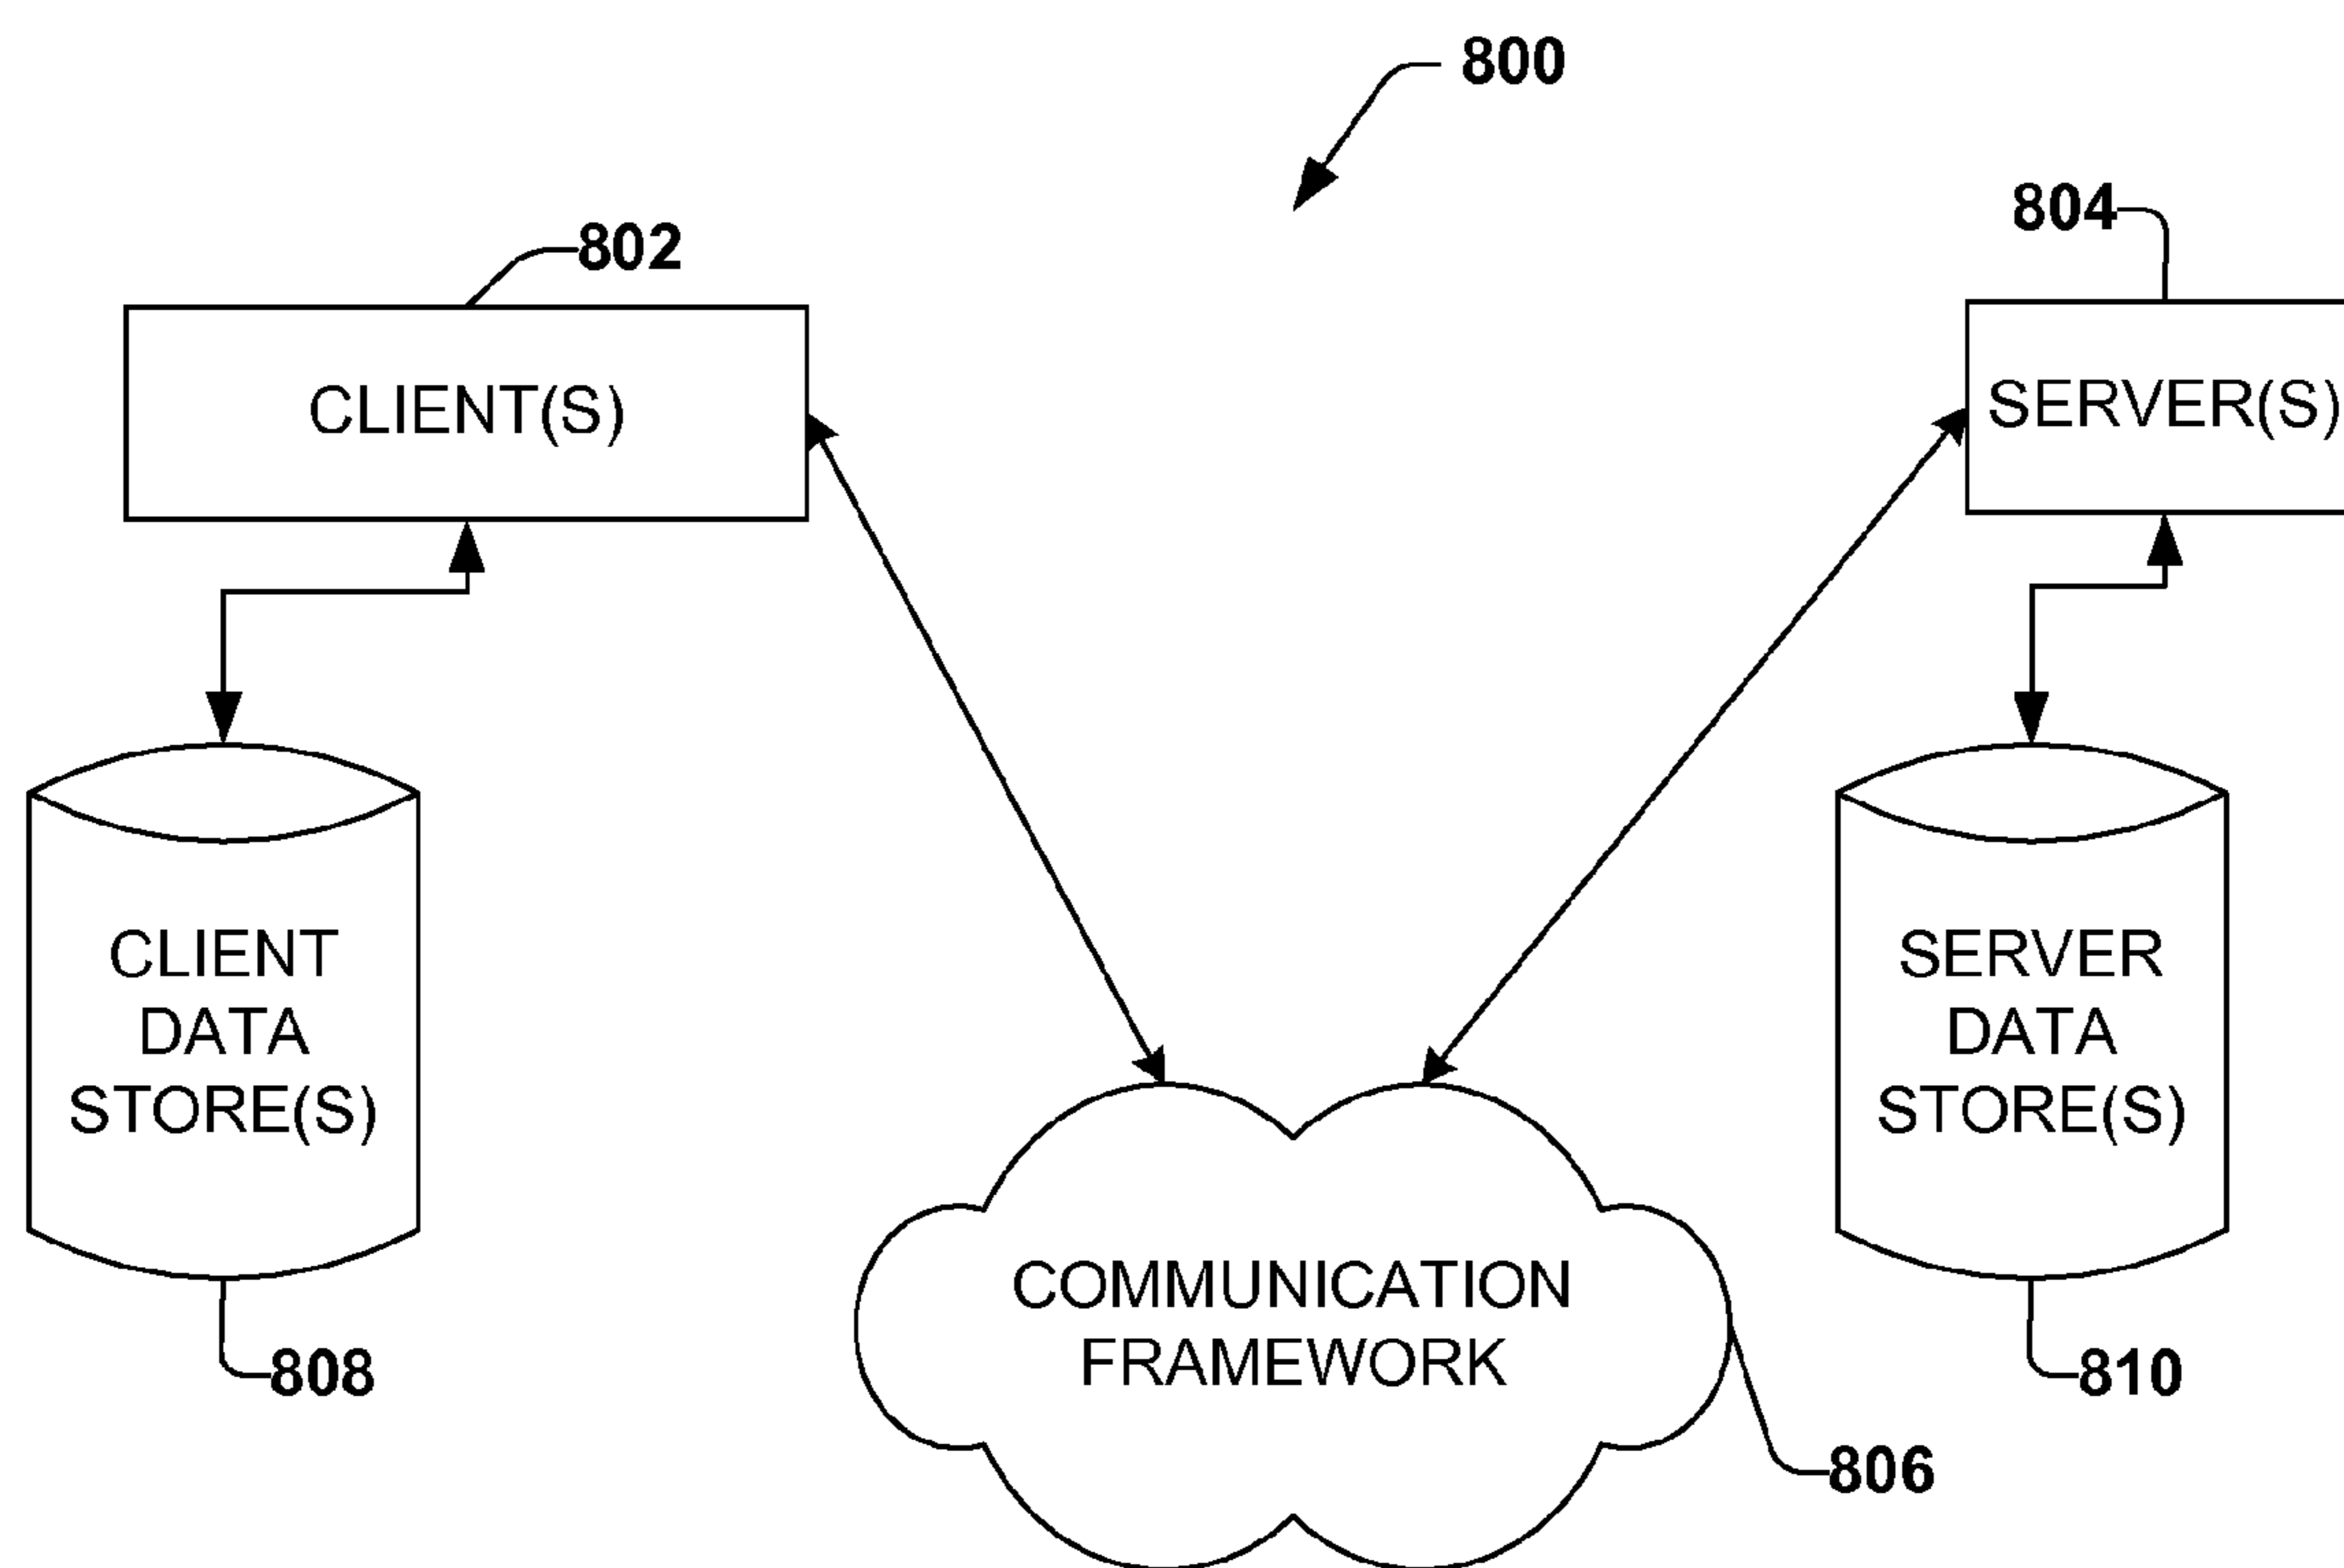 800
802
804
CLIENT(S)
SERVER(S)
CLIENT
DATA
STORE(S)
SERVER
DATA
STORE(S)
COMMUNICATION
FRAMEWORK
808
810
806